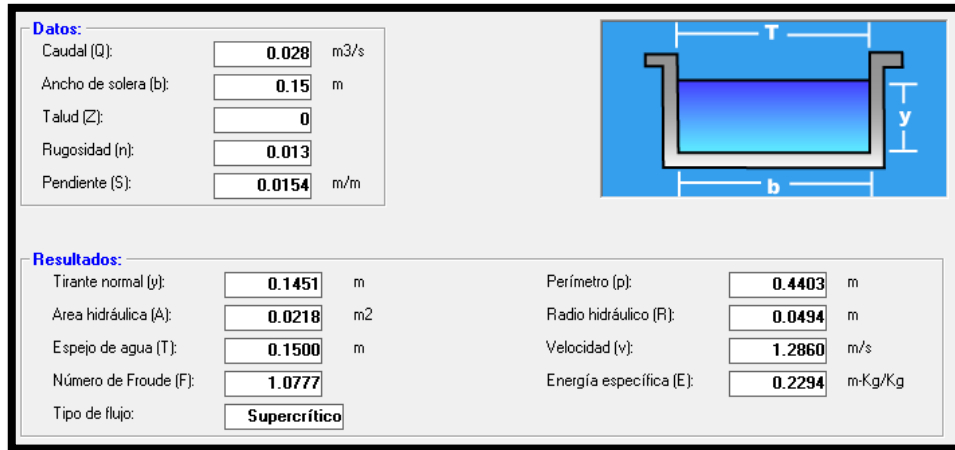 Datos:
Caudal (Q): 0.028 m3/s
Ancho de solera (b): 0.15 m
Talud (Z): 0
Rugosidad (n): 0.013
Pendiente (S): 0.0154 m/m
T
y
b
Resultados:
Tirante normal (y): 0.1451 m Perímetro (p): 0.4403 m
Area hidráulica (A): 0.0218 m2 Radio hidráulico (R): 0.0494 m
Espejo de agua (T): 0.1500 m Velocidad (v): 1.2860 m/s
Número de Froude (F): 1.0777 Energía específica (E): 0.2294 m-Kg/Kg
Tipo de flujo: Supercrítico